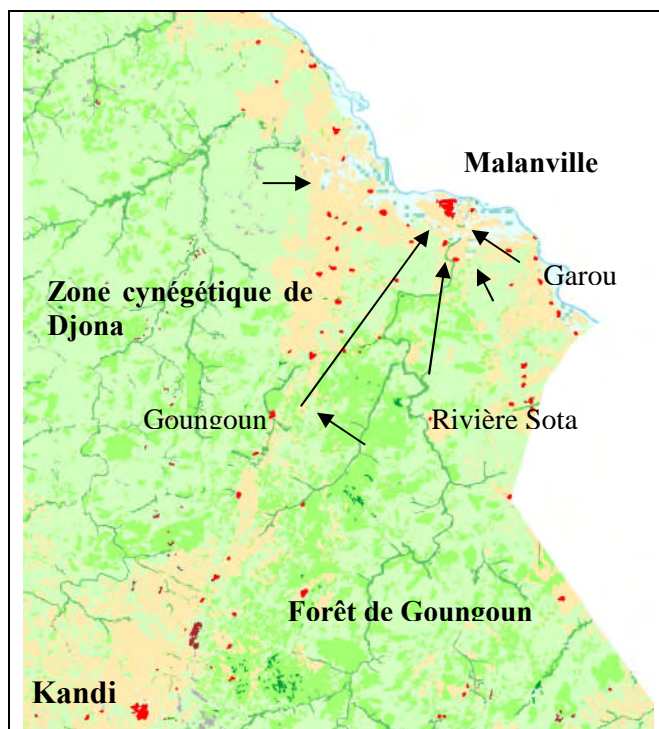 Malanville
Garou
Zone cynégétique de
Djona
Goungoun
Rivière Sota
Forêt de Goungoun
Kandi